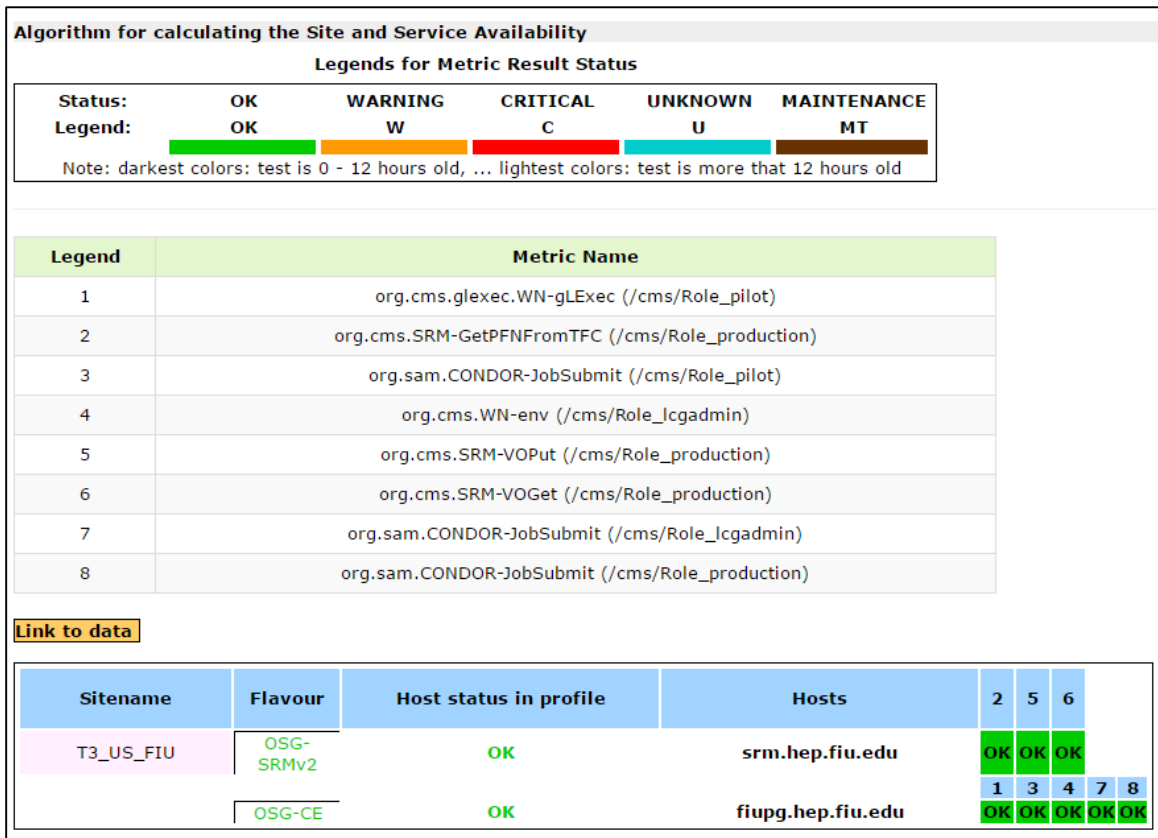 Algorithm for calculating the Site and Service Availability
Legends for Metric Result Status
Status: OK WARNING CRITICAL UNKNOWN MAINTENANCE
Legend: OK W C U MT
Note: darkest colors: test is 0 - 12 hours old, ... lightest colors: test is more that 12 hours old
Legend Metric Name
1 org.cms.glexec.WN-gLExec (/cms/Role_pilot)
2 org.cms.SRM-GetPFNFromTFC (/cms/Role_production)
3 org.sam.CONDOR-JobSubmit (/cms/Role_pilot)
4 org.cms.WN-env (/cms/Role_lcgadmin)
5 org.cms.SRM-VOPut (/cms/Role_production)
6 org.cms.SRM-VOGet (/cms/Role_production)
7 org.sam.CONDOR-JobSubmit (/cms/Role_lcgadmin)
8 org.sam.CONDOR-JobSubmit (/cms/Role_production)
Link to data
Sitename Flavour Host status in profile Hosts 2 5 6
T3_US_FIU OSG-
SRMv2 OK srm.hep.fiu.edu OK OK OK
1 3 4 7 8
OSG-CE OK fiupg.hep.fiu.edu OK OK OK OK OK